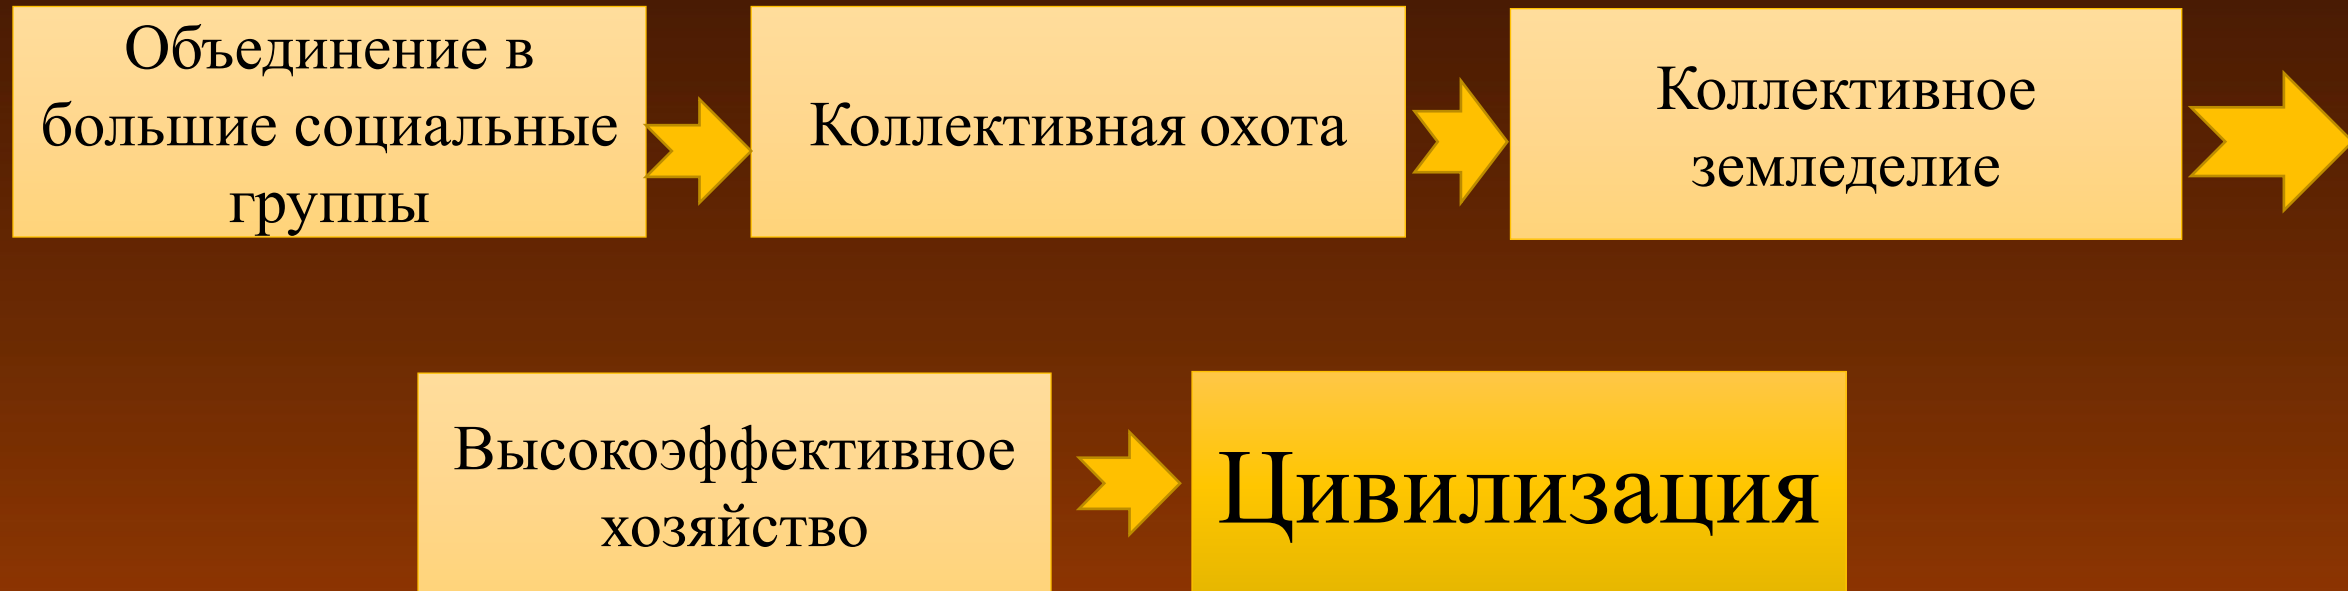 Объединение в
большие социальные
группы
Коллективная охота
Коллективное
земледелие
Высокоэффективное
хозяйство
Цивилизация